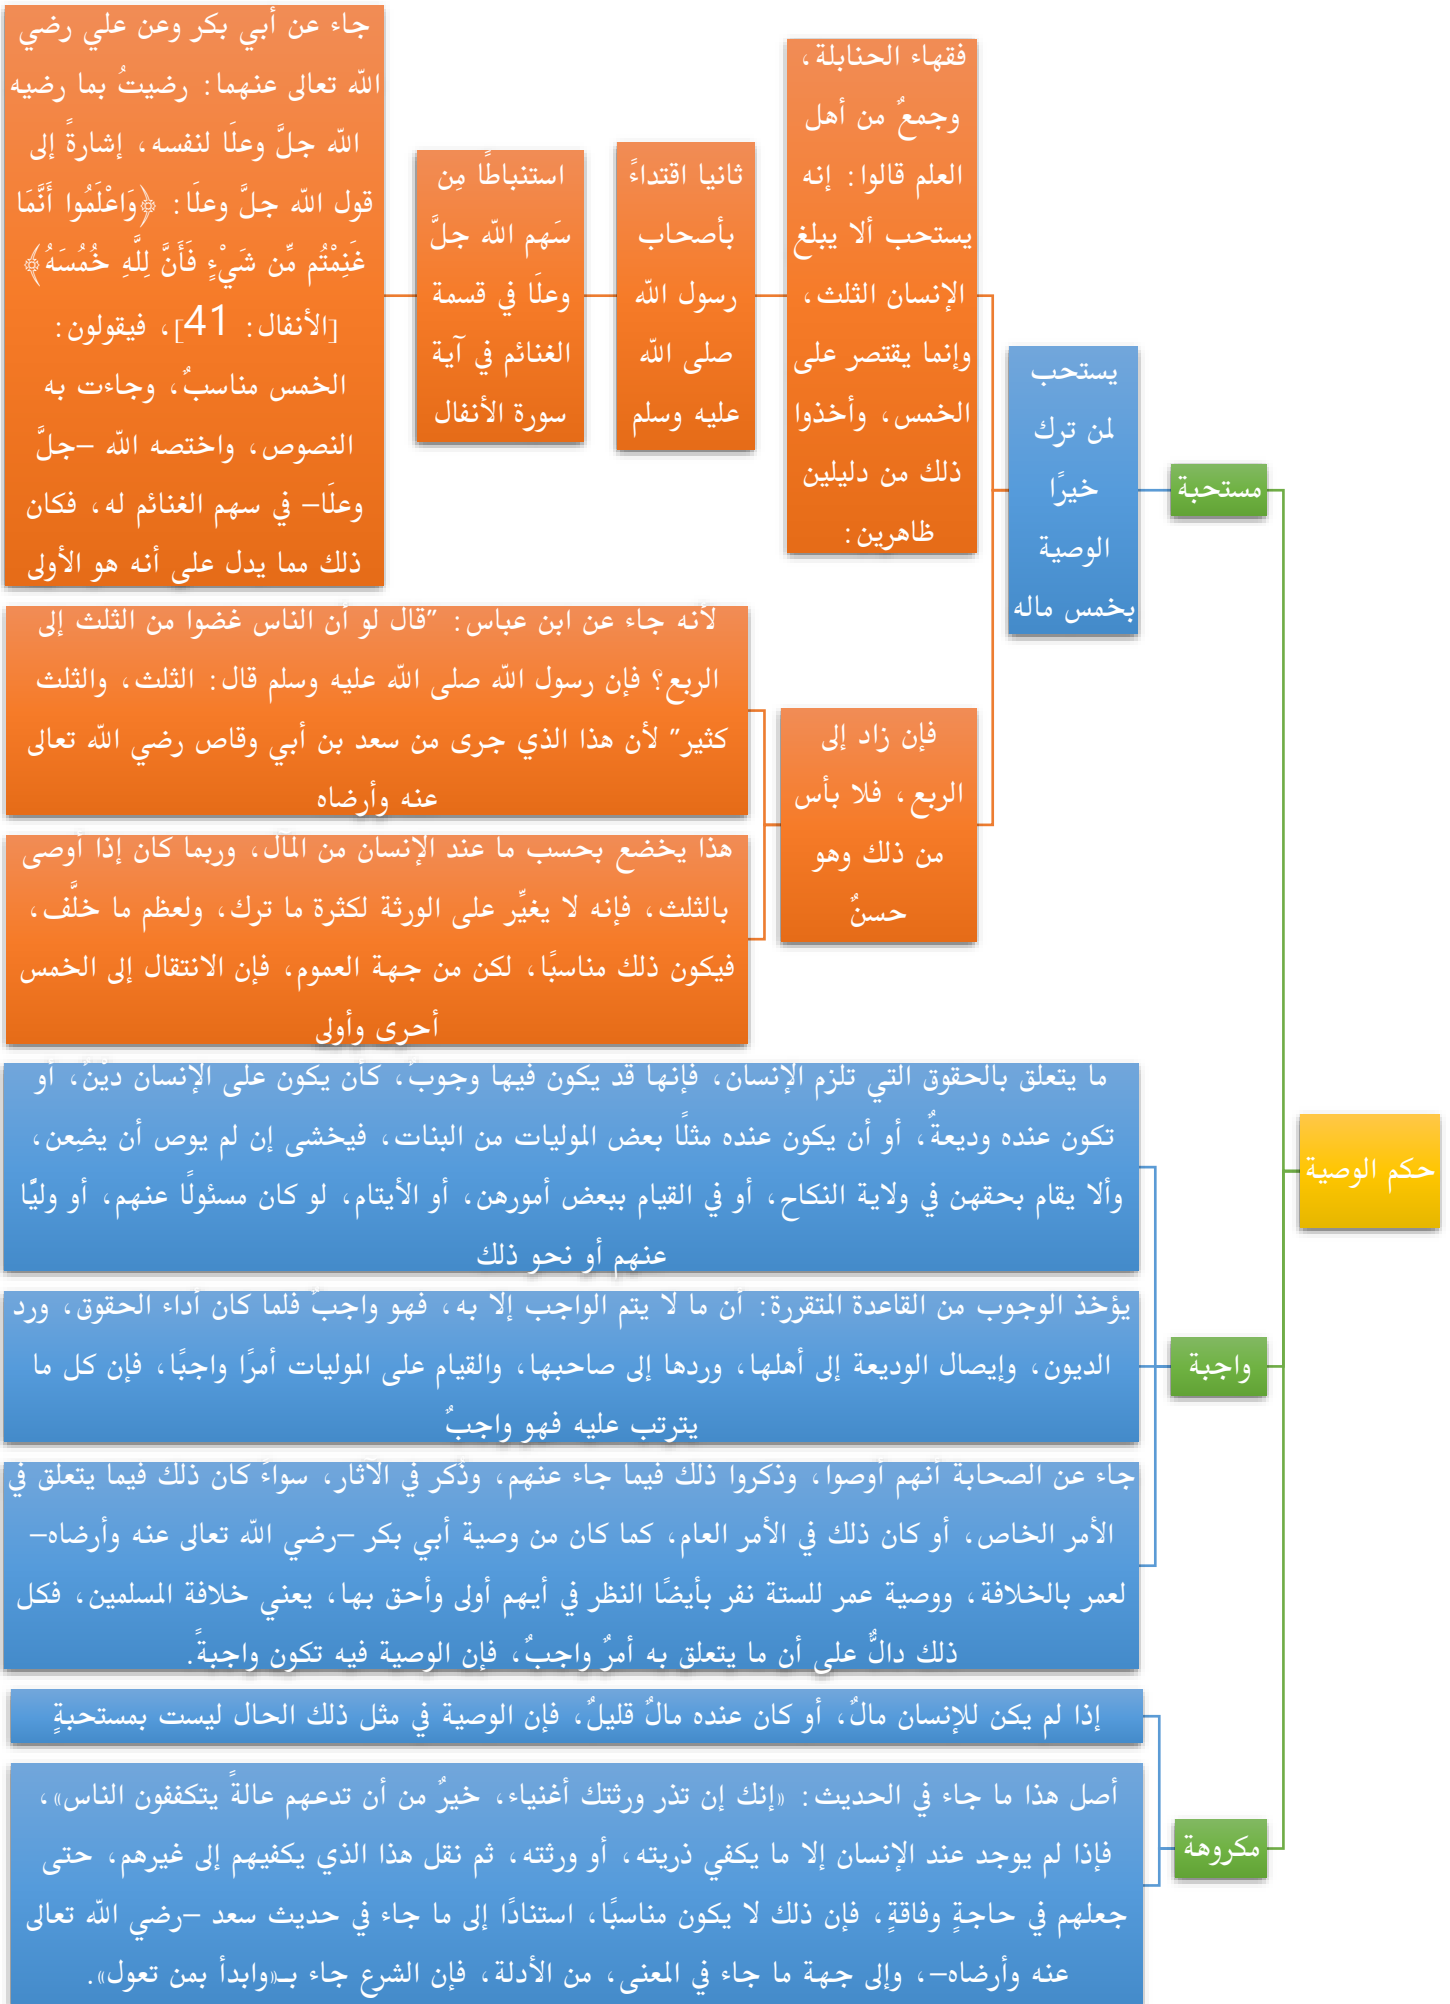 حكم الوصية
مستحبة
يستحب
لمن ترك
خيرًا
الوصية
بخمس ماله
فقهاء الحنابلة،
وجمعٌ من أهل
العلم قالوا: إنه
يستحب ألا يبلغ
الإنسان الثلث،
وإنما يقتصر على
الخمس، وأخذوا
ذلك من دليلين
ظاهرين:
ثانيا اقتداءً
بأصحاب
رسول الله
صلى الله
عليه وسلم
استنباطًا مِن
سَهم الله جلَّ
وعلَا في قسمة
الغنائم في آية
سورة الأنفال
جاء عن أبي بكر وعن علي رضي
الله تعالى عنهما: رضيتُ بما رضيه
الله جلَّ وعلَا لنفسه، إشارةً إلى
قول الله جلَّ وعلَا: ﴿وَاعْلَمُوا أَنَّمَا
غَنِمْتُم مِّن شَيْءٍ فَأَنَّ لِلَّهِ خُمُسَهُ﴾
[الأنفال: 41]، فيقولون:
الخمس مناسبٌ، وجاءت به
النصوص، واختصه الله –جلَّ
وعلَا– في سهم الغنائم له، فكان
ذلك مما يدل على أنه هو الأولى
فإن زاد إلى
الربع، فلا بأس
من ذلك وهو
حسنٌ
لأنه جاء عن ابن عباس: "قال لو أن الناس غضوا من الثلث إلى
الربع؟ فإن رسول الله صلى الله عليه وسلم قال: الثلث، والثلث
كثير" لأن هذا الذي جرى من سعد بن أبي وقاص رضي الله تعالى
عنه وأرضاه
هذا يخضع بحسب ما عند الإنسان من المال، وربما كان إذا أوصى
بالثلث، فإنه لا يغيِّر على الورثة لكثرة ما ترك، ولعظم ما خلَّف،
فيكون ذلك مناسبًا، لكن من جهة العموم، فإن الانتقال إلى الخمس
أحرى وأولى
واجبة
ما يتعلق بالحقوق التي تلزم الإنسان، فإنها قد يكون فيها وجوبٌ، كأن يكون على الإنسان ديْنٌ، أو
تكون عنده وديعةٌ، أو أن يكون عنده مثلًا بعض الموليات من البنات، فيخشى إن لم يوص أن يضِعن،
وألا يقام بحقهن في ولاية النكاح، أو في القيام ببعض أمورهن، أو الأيتام، لو كان مسئولًا عنهم، أو وليًّا
عنهم أو نحو ذلك
يؤخذ الوجوب من القاعدة المتقررة: أن ما لا يتم الواجب إلا به، فهو واجبٌ فلما كان أداء الحقوق، ورد
الديون، وإيصال الوديعة إلى أهلها، وردها إلى صاحبها، والقيام على الموليات أمرًا واجبًا، فإن كل ما
يترتب عليه فهو واجبٌ
جاء عن الصحابة أنهم أوصوا، وذكروا ذلك فيما جاء عنهم، وذُكر في الآثار، سواءً كان ذلك فيما يتعلق في
الأمر الخاص، أو كان ذلك في الأمر العام، كما كان من وصية أبي بكر –رضي الله تعالى عنه وأرضاه–
لعمر بالخلافة، ووصية عمر للستة نفر بأيضًا النظر في أيهم أولى وأحق بها، يعني خلافة المسلمين، فكل
ذلك دالٌّ على أن ما يتعلق به أمرٌ واجبٌ، فإن الوصية فيه تكون واجبةً.
مكروهة
إذا لم يكن للإنسان مالٌ، أو كان عنده مالٌ قليلٌ، فإن الوصية في مثل ذلك الحال ليست بمستحبةٍ
أصل هذا ما جاء في الحديث: «إنك إن تذر ورثتك أغنياء، خيرٌ من أن تدعهم عالةً يتكففون الناس»،
فإذا لم يوجد عند الإنسان إلا ما يكفي ذريته، أو ورثته، ثم نقل هذا الذي يكفيهم إلى غيرهم، حتى
جعلهم في حاجةٍ وفاقةٍ، فإن ذلك لا يكون مناسبًا، استنادًا إلى ما جاء في حديث سعد –رضي الله تعالى
عنه وأرضاه–، وإلى جهة ما جاء في المعنى، من الأدلة، فإن الشرع جاء بـ«وابدأ بمن تعول».